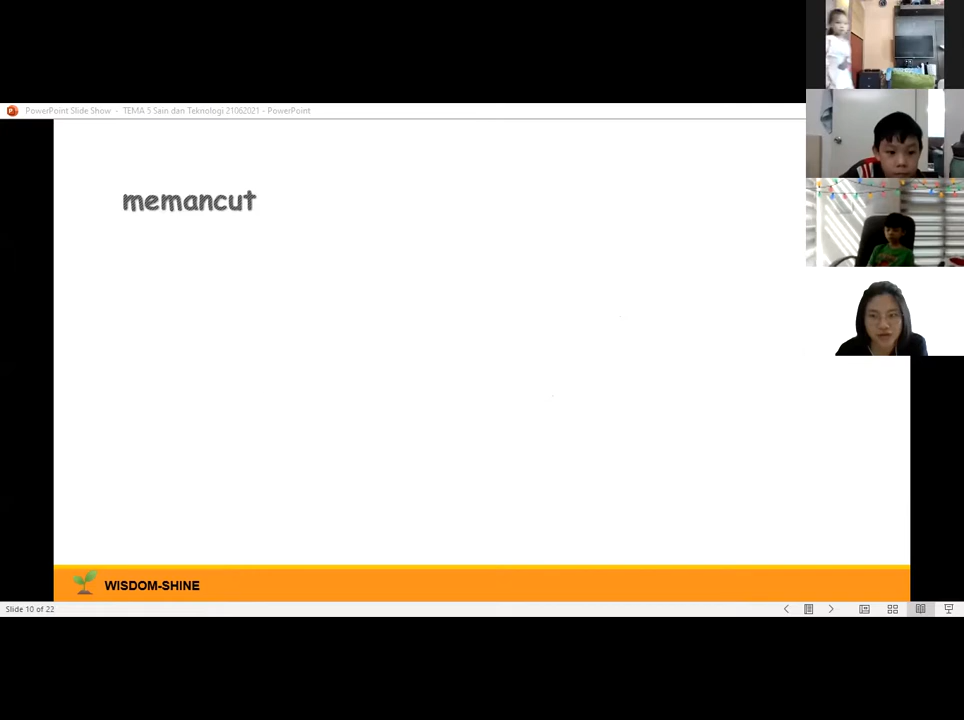 PowerPoint Slide Show - TEMA 5 Sain dan Teknologi 21062021 - PowerPoint
memancut
WISDOM-SHINE
Slide 10 of 22